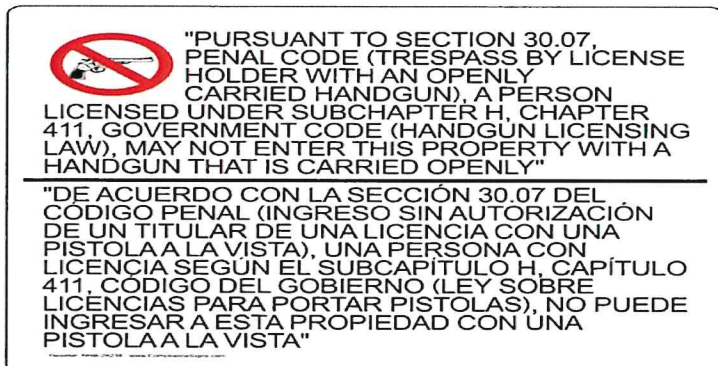 "PURSUANT TO SECTION 30.07,
PENAL CODE (TRESPASS BY LICENSE
HOLDER WITH AN OPENLY
CARRIED HANDGUN), A PERSON
LICENSED UNDER SUBCHAPTER H, CHAPTER
411, GOVERNMENT CODE (HANDGUN LICENSING
LAW), MAY NOT ENTER THIS PROPERTY WITH A
HANDGUN THAT IS CARRIED OPENLY"
"DE ACUERDO CON LA SECCIÓN 30.07 DEL
CÓDIGO PENAL (INGRESO SIN AUTORIZACIÓN
DE UN TITULAR DE UNA LICENCIA CON UNA
PISTOLA A LA VISTA), UNA PERSONA CON
LICENCIA SEGÚN EL SUBCAPÍTULO H, CAPÍTULO
411, CÓDIGO DEL GOBIERNO (LEY SOBRE
LICENCIAS PARA PORTAR PISTOLAS), NO PUEDE
INGRESAR A ESTA PROPIEDAD CON UNA
PISTOLA A LA VISTA"